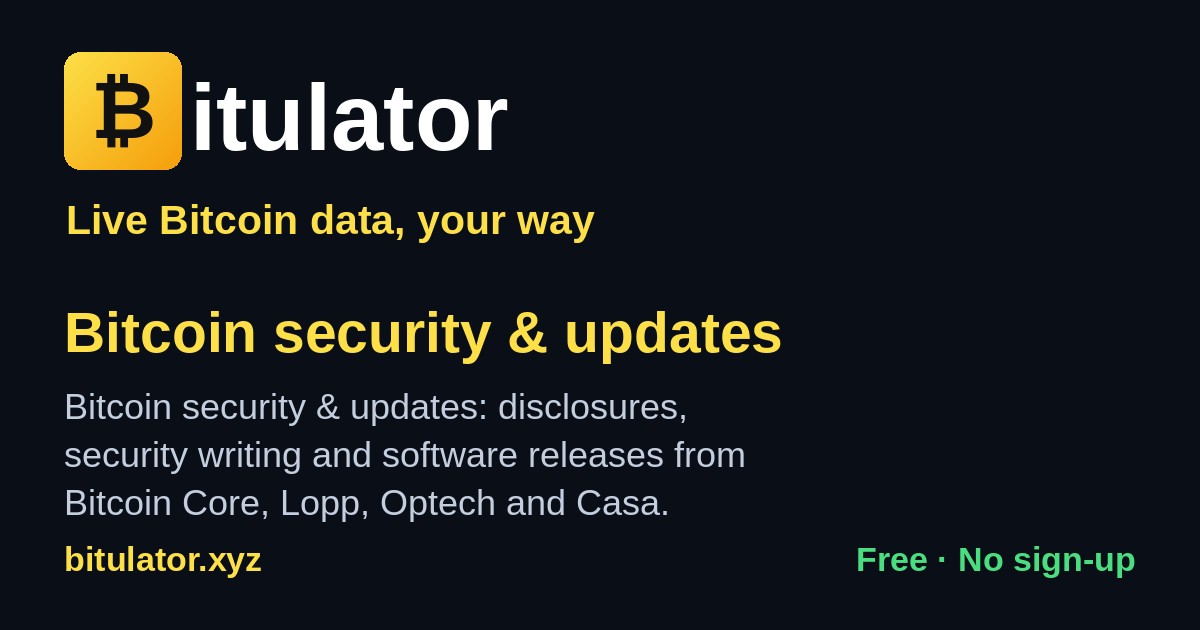 ₿itulator
Live Bitcoin data, your way
Bitcoin security & updates
Bitcoin security & updates: disclosures,
security writing and software releases from
Bitcoin Core, Lopp, Optech and Casa.
bitulator.xyz
Free · No sign-up